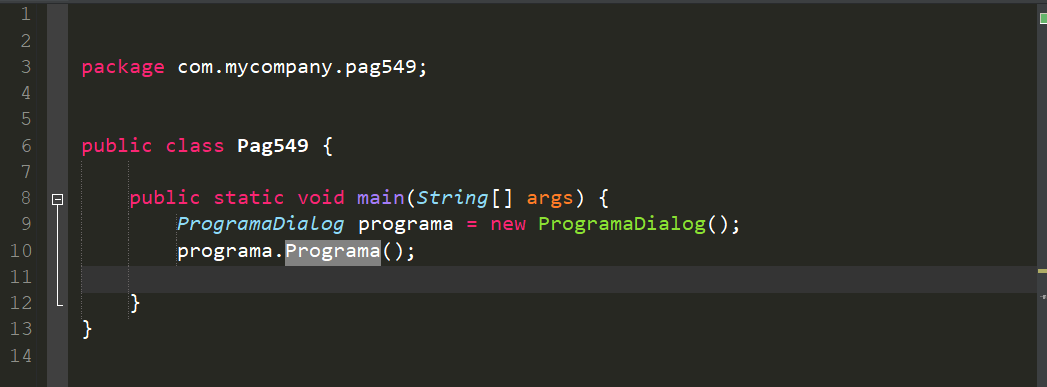 1
2
3 package com.mycompany.pag549;
4
5
6 public class Pag549 {
7
8 public static void main(String[] args) {
9 ProgramaDialog programa = new ProgramaDialog();
10 programa.Programa();
11
12 }
13 }
14